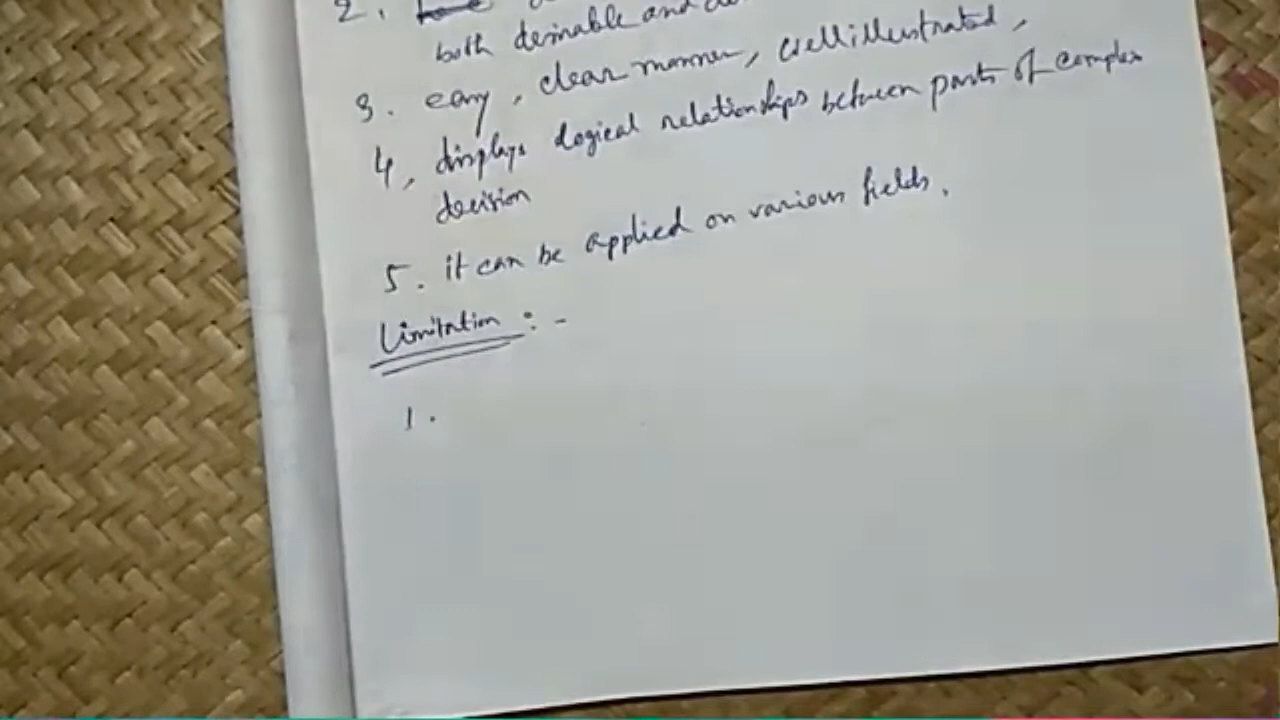 2.
both desirable and
3. easy, clear manner, well illustrated,
4, displays logical relationships between parts of complex
decision
5. it can be applied on various fields.
Limitation : -
1.